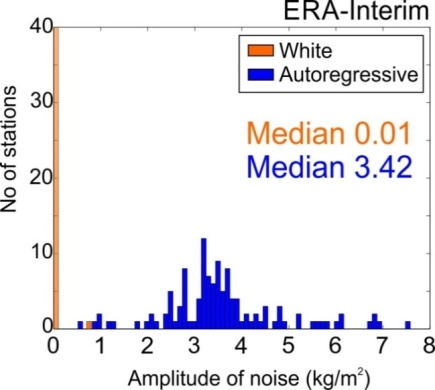 ERA-Interim
40
White
Autoregressive
30
Median 0.01
Median 3.42
No of stations
20
10
0
0 1 2 3 4 5 6 7 8
Amplitude of noise (kg/m²)